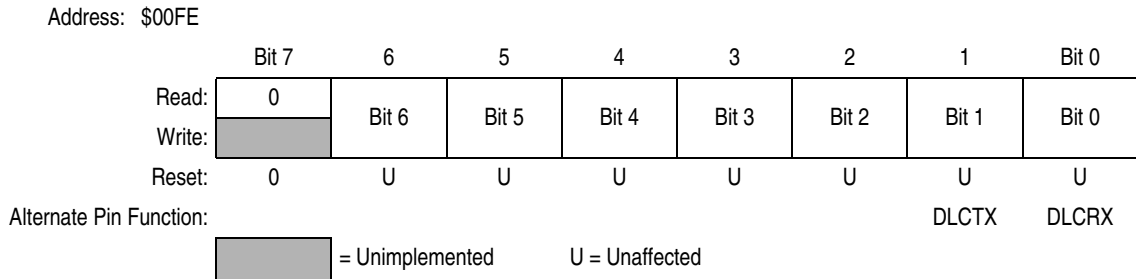 Address: $00FE
Bit 7 6 5 4 3 2 1 Bit 0
Read: 0 Bit 6 Bit 5 Bit 4 Bit 3 Bit 2 Bit 1 Bit 0
Write:
Reset: 0 U U U U U U U
Alternate Pin Function: DLCTX DLCRX
= Unimplemented U = Unaffected